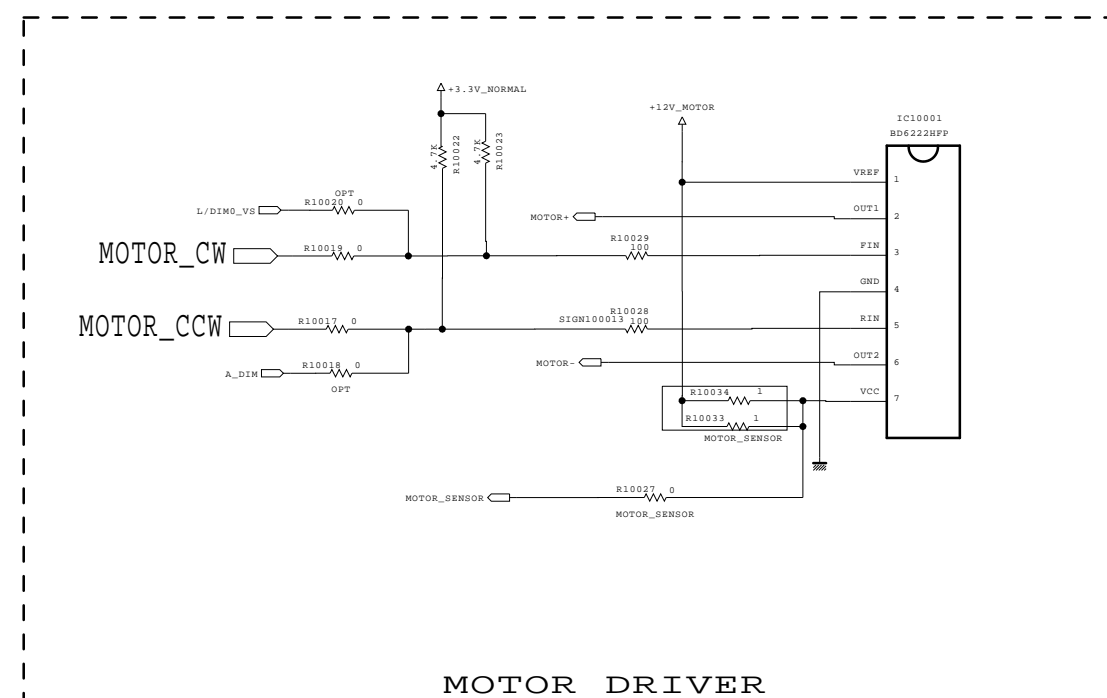 +3.3V_NORMAL
+12V_MOTOR
IC10001
BD6222HFP
4.7K
R10022
4.7K
R10023
VREF
1
OPT
R10020 0
L/DIM0_VS
MOTOR+
OUT1
2
MOTOR_CW
R10019 0
R10029
100
FIN
3
GND
4
MOTOR_CCW
R10017 0
R10028
SIGN100013 100
RIN
5
A_DIM
R10018 0
OPT
MOTOR-
OUT2
6
R10034 1
VCC
7
R10033 1
MOTOR_SENSOR
MOTOR_SENSOR
R10027 0
MOTOR_SENSOR
MOTOR DRIVER